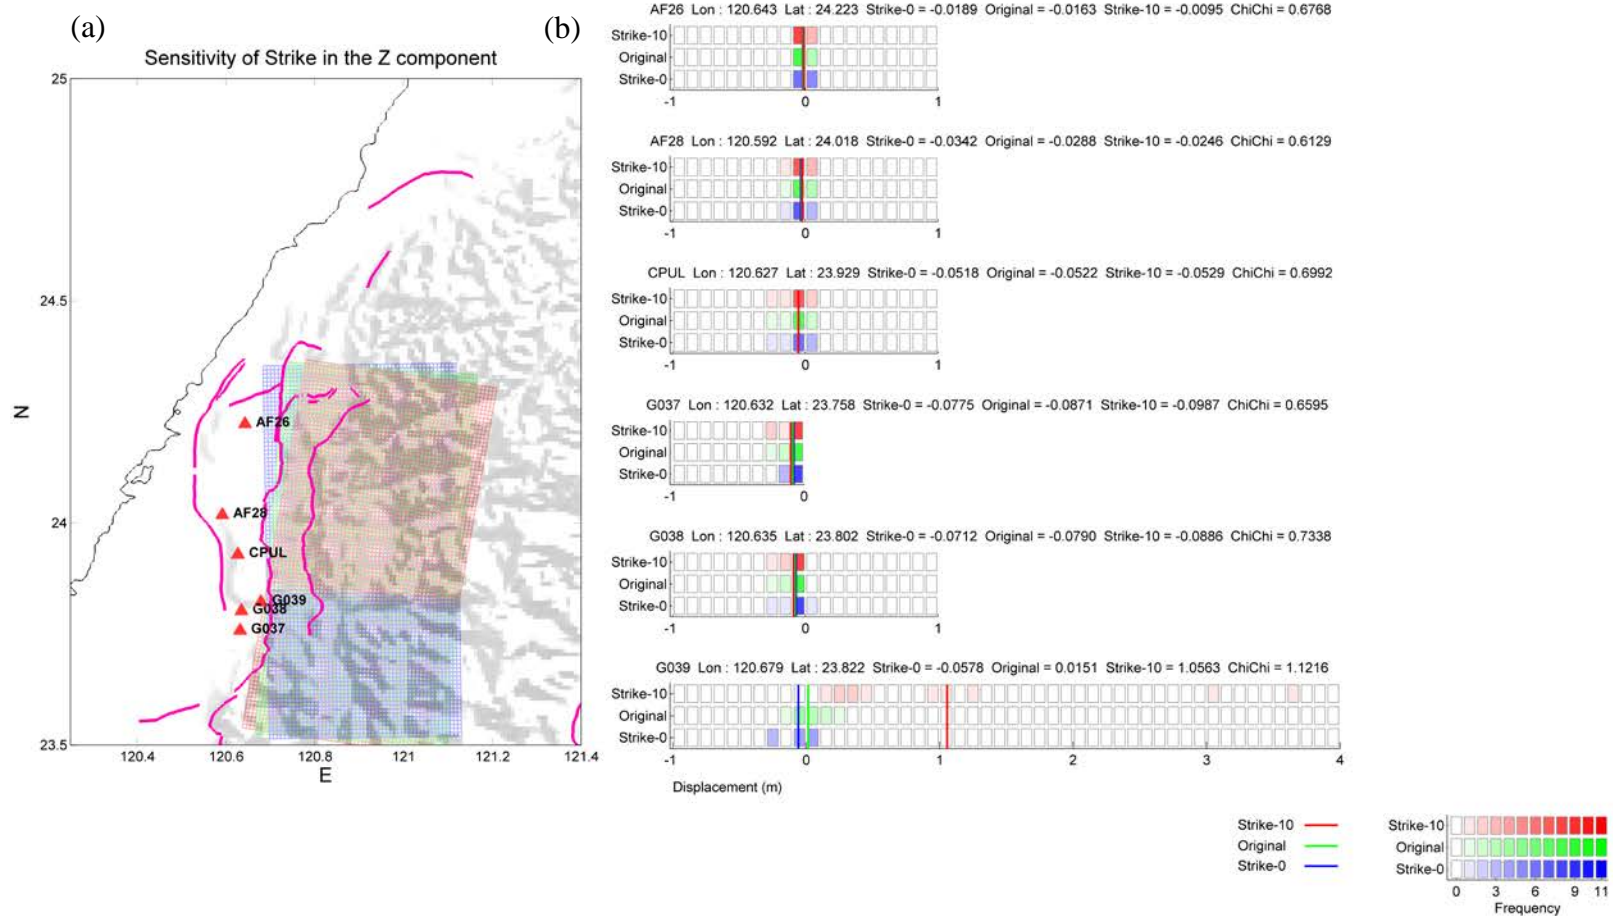 (a)
Sensitivity of Strike in the Z component
25
24.5
24
23.5
N
120.4 120.6 120.8 121 121.2 121.4
E
AF26
AF28
CPUL
G039
G038
G037
(b)
AF26 Lon : 120.643 Lat : 24.223 Strike-0 = -0.0189 Original = -0.0163 Strike-10 = -0.0095 ChiChi = 0.6768
Strike-10
Original
Strike-0
-1 0 1
AF28 Lon : 120.592 Lat : 24.018 Strike-0 = -0.0342 Original = -0.0288 Strike-10 = -0.0246 ChiChi = 0.6129
Strike-10
Original
Strike-0
-1 0 1
CPUL Lon : 120.627 Lat : 23.929 Strike-0 = -0.0518 Original = -0.0522 Strike-10 = -0.0529 ChiChi = 0.6992
Strike-10
Original
Strike-0
-1 0 1
G037 Lon : 120.632 Lat : 23.758 Strike-0 = -0.0775 Original = -0.0871 Strike-10 = -0.0987 ChiChi = 0.6595
Strike-10
Original
Strike-0
-1 0
G038 Lon : 120.635 Lat : 23.802 Strike-0 = -0.0712 Original = -0.0790 Strike-10 = -0.0886 ChiChi = 0.7338
Strike-10
Original
Strike-0
-1 0 1
G039 Lon : 120.679 Lat : 23.822 Strike-0 = -0.0578 Original = 0.0151 Strike-10 = 1.0563 ChiChi = 1.1216
Strike-10
Original
Strike-0
-1 0 1 2 3 4
Displacement (m)
Strike-10
Original
Strike-0
Strike-10
Original
Strike-0
0 3 6 9 11
Frequency